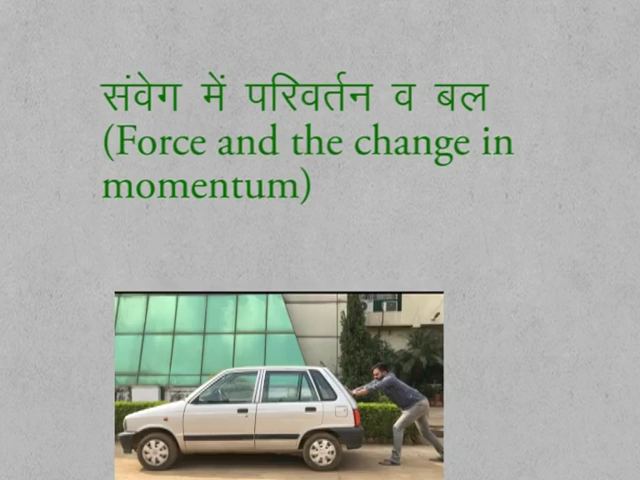 संवेग में परिवर्तन व बल
(Force and the change in
momentum)